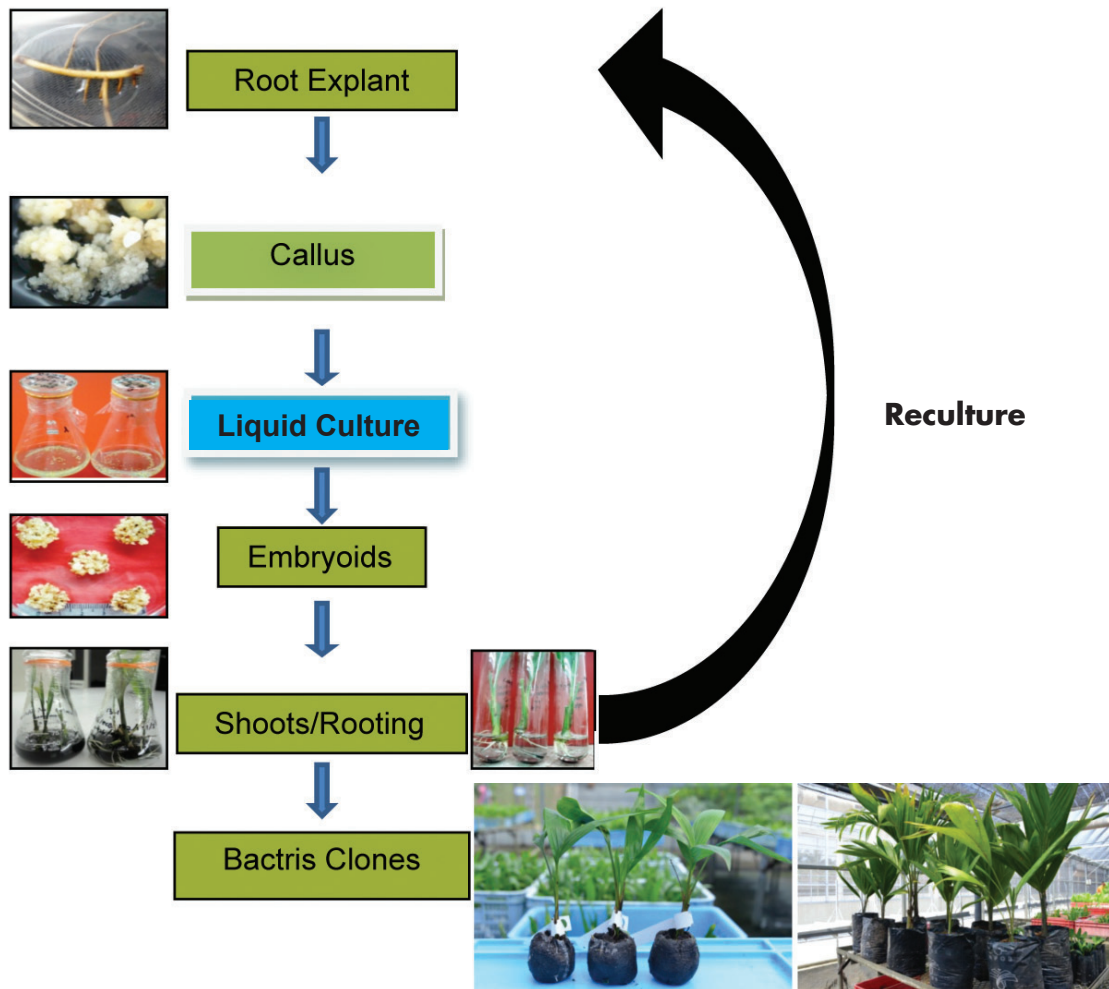 Root Explant
Callus
Liquid Culture
Reculture
Embryoids
Shoots/Rooting
Bactris Clones